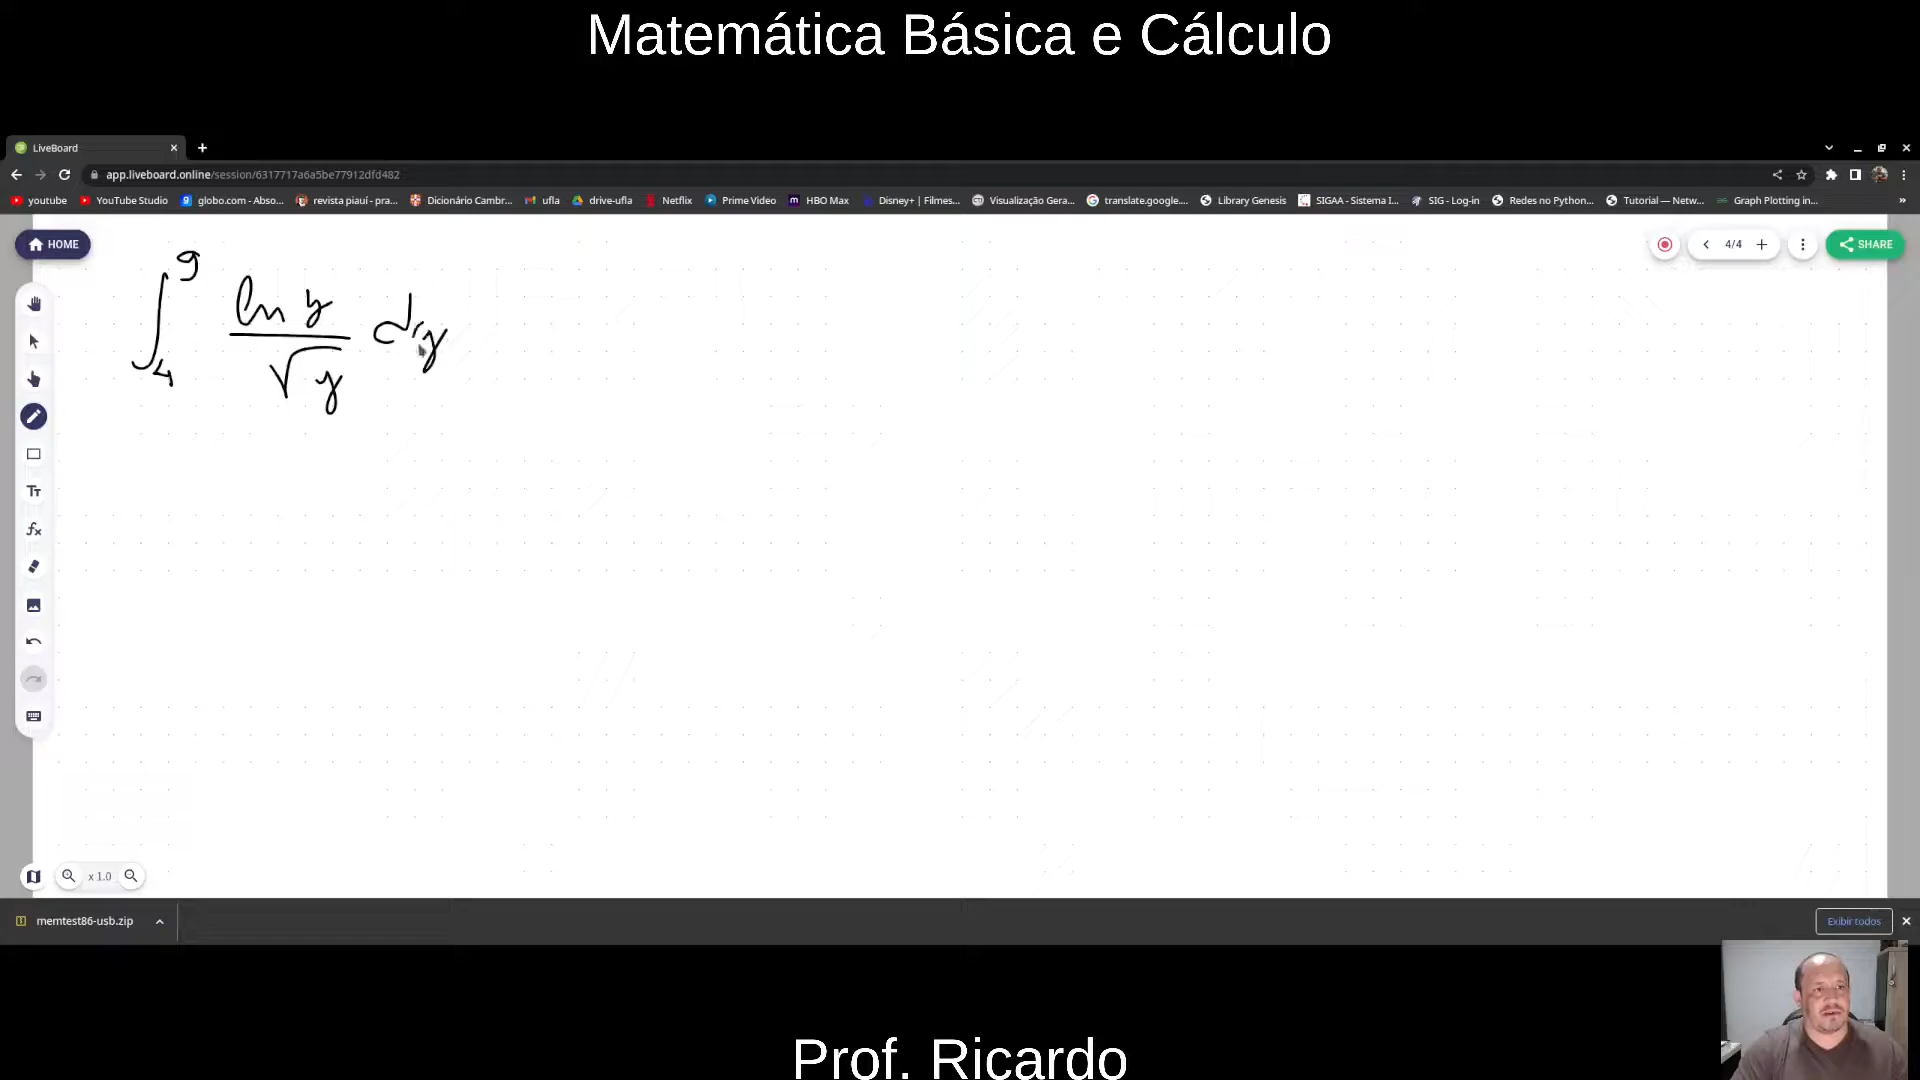 Matemática Básica e Cálculo
LiveBoard
app.liveboard.online/session/6317717a6a5be77912dfd482
youtube YouTube Studio globo.com - Abso... revista piauí - pra... Dicionário Cambr... ufla drive-ufla Netflix Prime Video HBO Max Disney+ | Filmes... Visualização Gera... translate.google.... Library Genesis SIGAA - Sistema I... SIG - Log-in Redes no Python... Tutorial — Netw... Graph Plotting in... »
HOME 4/4 SHARE
∫₄⁹ ln y / √y dy
Tт
fx
x 1.0
memtest86-usb.zip Exibir todos
Prof. Ricardo